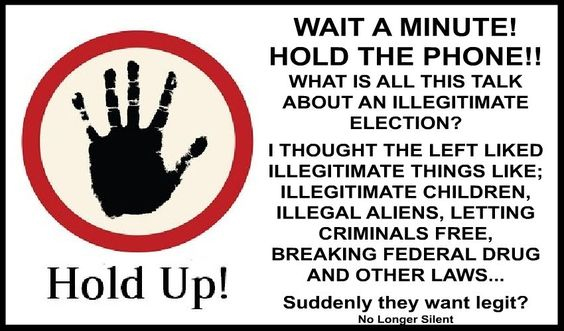 Hold Up!
WAIT A MINUTE!
HOLD THE PHONE!!
WHAT IS ALL THIS TALK
ABOUT AN ILLEGITIMATE
ELECTION?
I THOUGHT THE LEFT LIKED
ILLEGITIMATE THINGS LIKE;
ILLEGITIMATE CHILDREN,
ILLEGAL ALIENS, LETTING
CRIMINALS FREE,
BREAKING FEDERAL DRUG
AND OTHER LAWS...
Suddenly they want legit?
No Longer Silent